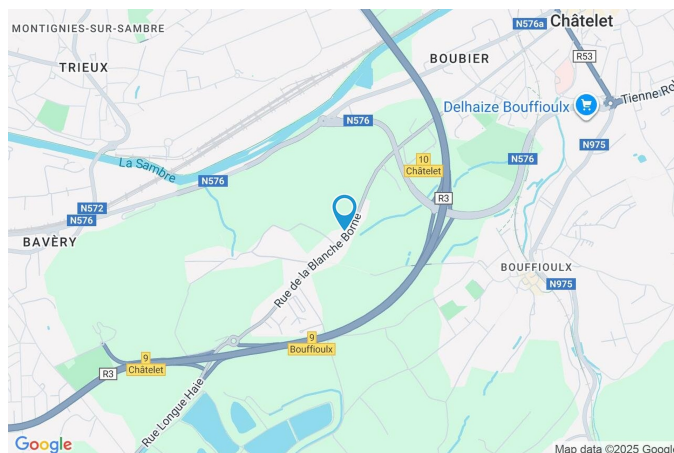 MONTIGNIES-SUR-SAMBRE
N576a
Châtelet
TRIEUX
BOUBIER
R53
Delhaize Bouffioulx
N576
N975
La Sambre
10
Châtelet
N576
N576
R3
N572
N576
BAVÈRY
Rue de la Blanche Borne
BOUFFIOULX
N975
9
Bouffioulx
9
Châtelet
R3
Rue Longue Haie
Google
Map data ©2025 Google